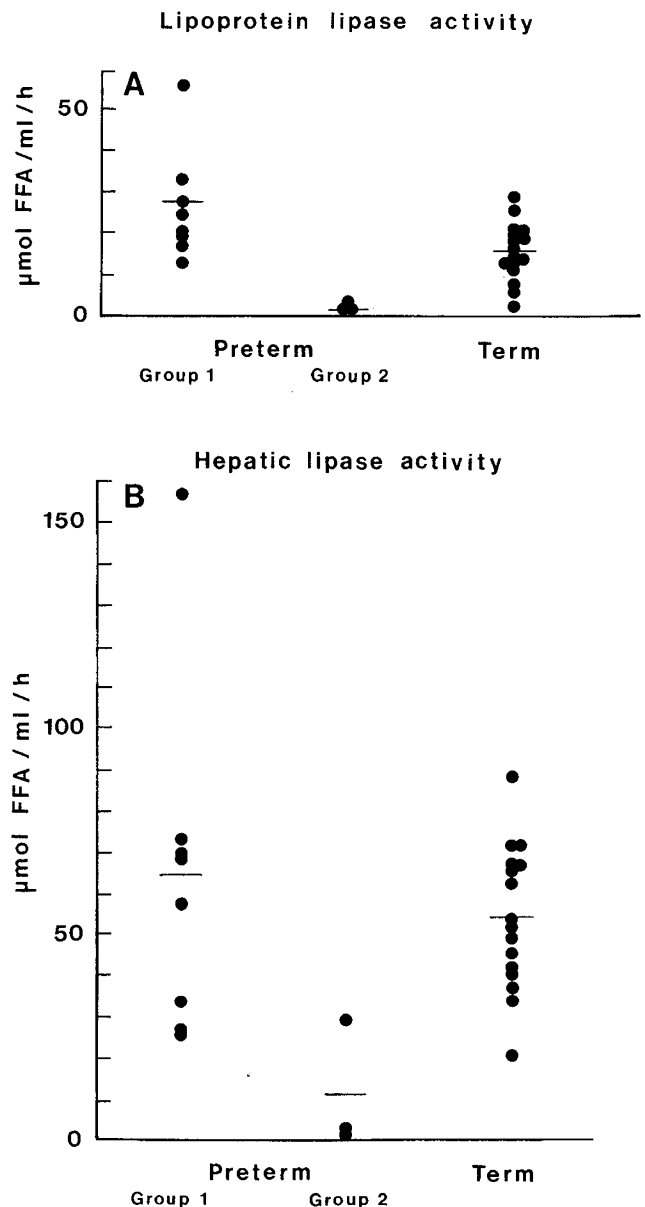 Lipoprotein lipase activity
A
50
0
µmol FFA/ml/h
Preterm Term
Group 1 Group 2
Hepatic lipase activity
B
150
100
50
0
µmol FFA/ml/h
Preterm Term
Group 1 Group 2